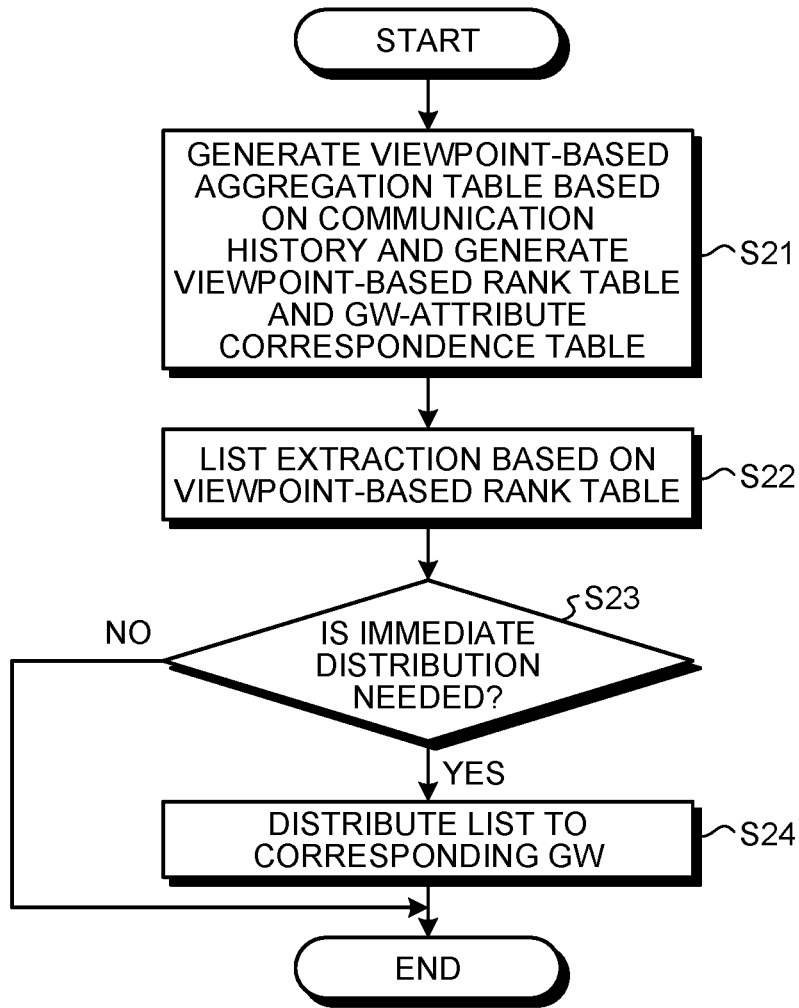 START
GENERATE VIEWPOINT-BASED
AGGREGATION TABLE BASED
ON COMMUNICATION
HISTORY AND GENERATE
VIEWPOINT-BASED RANK TABLE
AND GW-ATTRIBUTE
CORRESPONDENCE TABLE
S21
LIST EXTRACTION BASED ON
VIEWPOINT-BASED RANK TABLE
S22
S23
NO
IS IMMEDIATE
DISTRIBUTION
NEEDED?
YES
DISTRIBUTE LIST TO
CORRESPONDING GW
S24
END